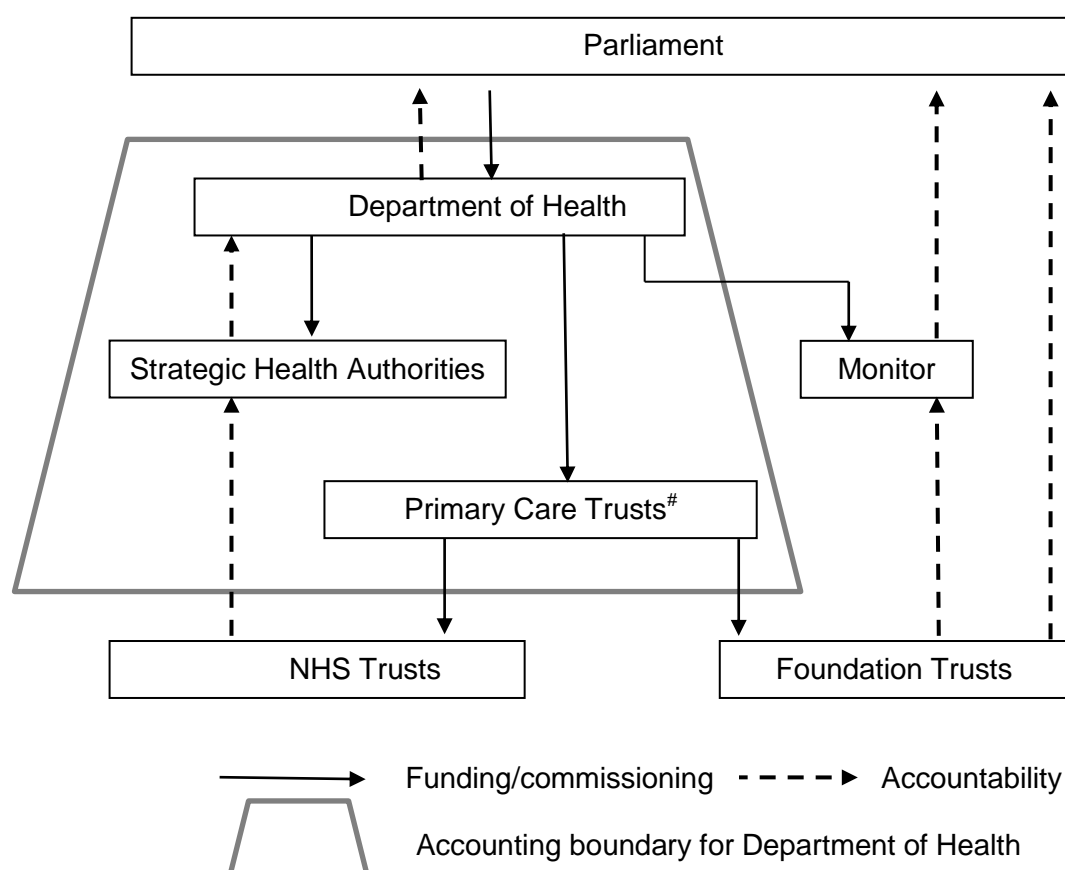 Parliament
Department of Health
Strategic Health Authorities
Monitor
Primary Care Trusts#
NHS Trusts
Foundation Trusts
Funding/commissioning
Accountability
Accounting boundary for Department of Health